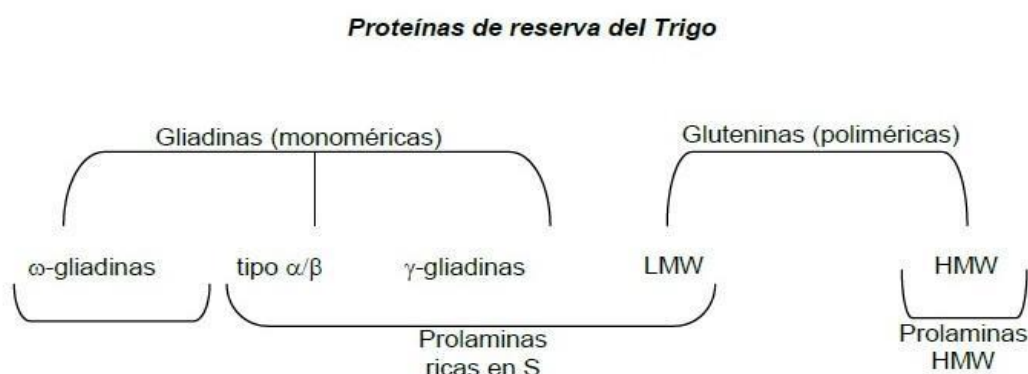 Proteínas de reserva del Trigo
Gliadinas (monoméricas)
Gluteninas (poliméricas)
ω-gliadinas
tipo α/β
γ-gliadinas
LMW
HMW
Prolaminas
ricas en S
Prolaminas
HMW